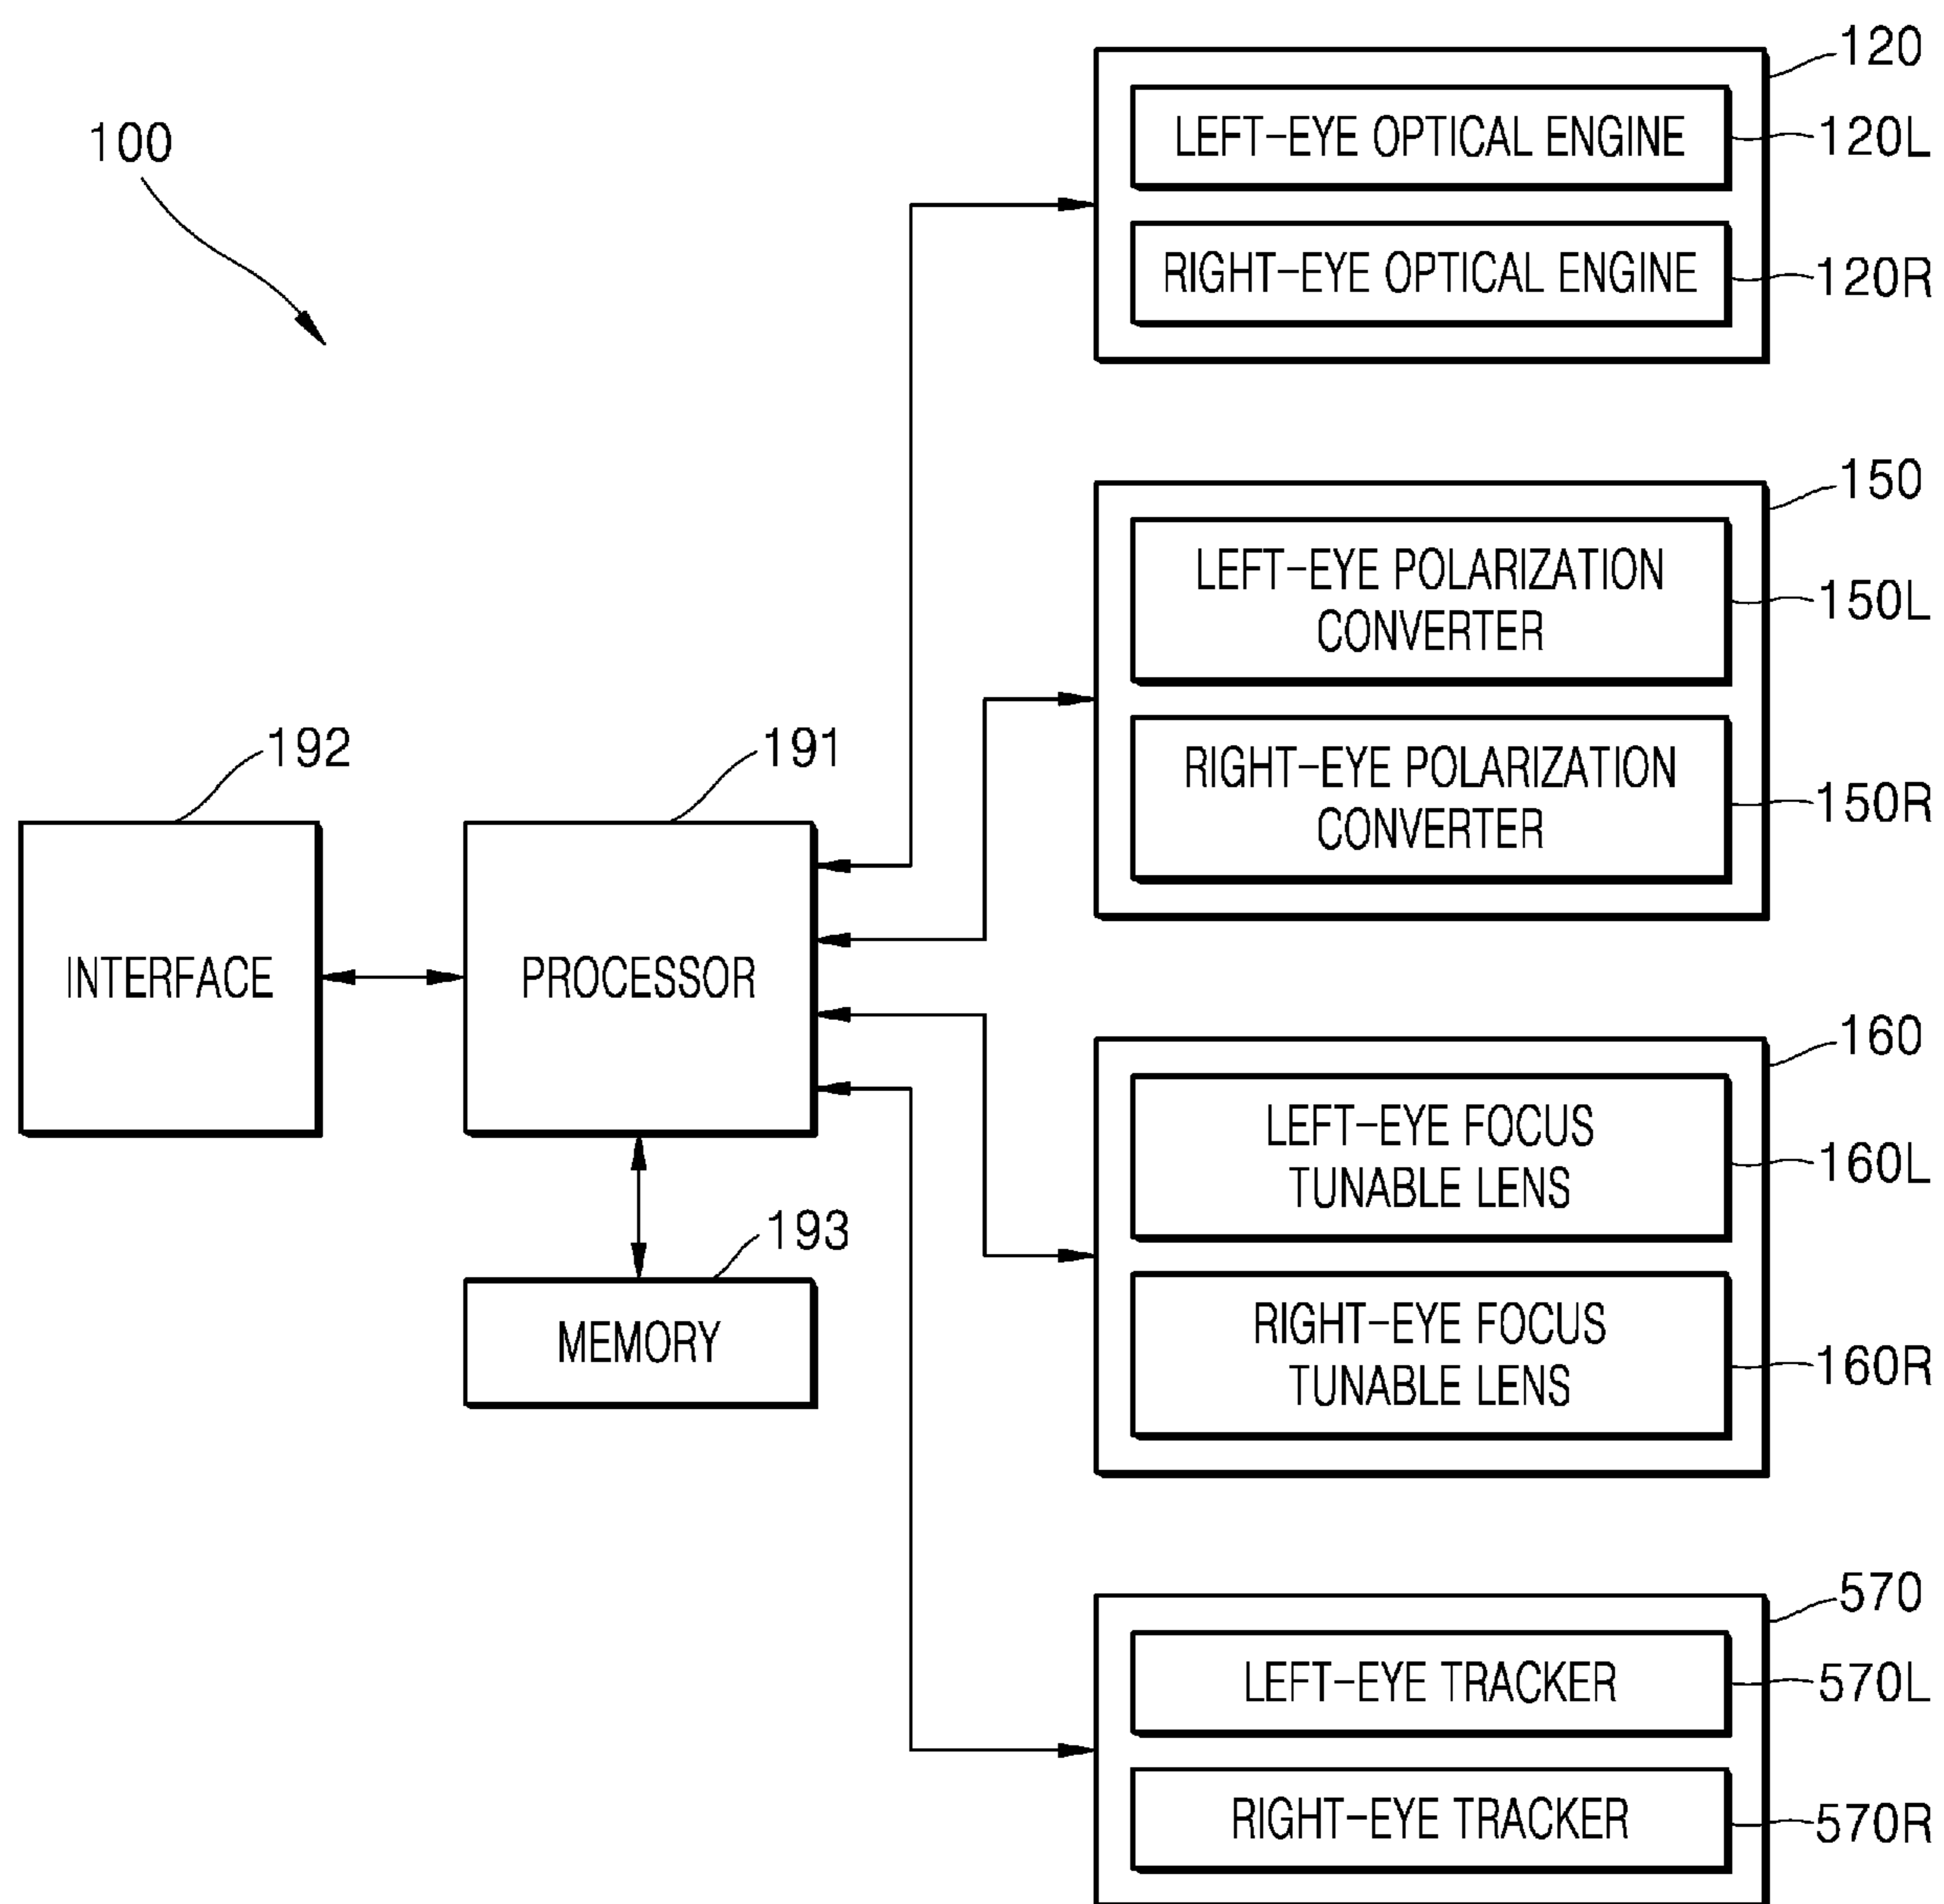 100
120
LEFT-EYE OPTICAL ENGINE
120L
RIGHT-EYE OPTICAL ENGINE
120R
150
LEFT-EYE POLARIZATION
CONVERTER
150L
RIGHT-EYE POLARIZATION
CONVERTER
150R
192
INTERFACE
191
PROCESSOR
193
MEMORY
160
LEFT-EYE FOCUS
TUNABLE LENS
160L
RIGHT-EYE FOCUS
TUNABLE LENS
160R
570
LEFT-EYE TRACKER
570L
RIGHT-EYE TRACKER
570R